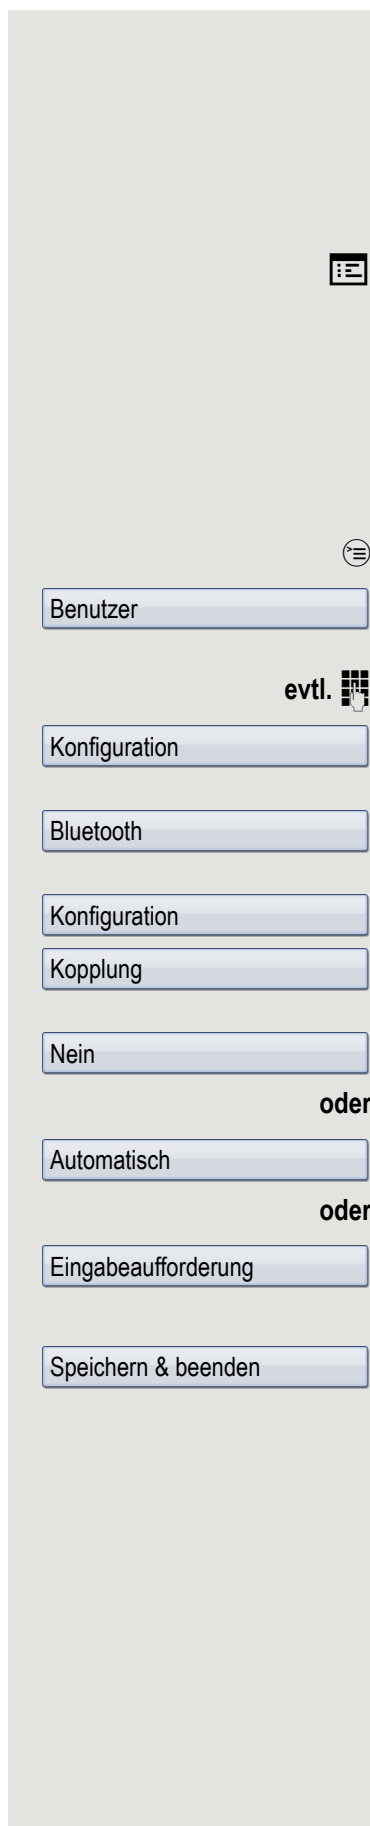 Benutzer
evtl.
Konfiguration
Bluetooth
Konfiguration
Kopplung
Nein
oder
Automatisch
oder
Eingabeaufforderung
Speichern & beenden